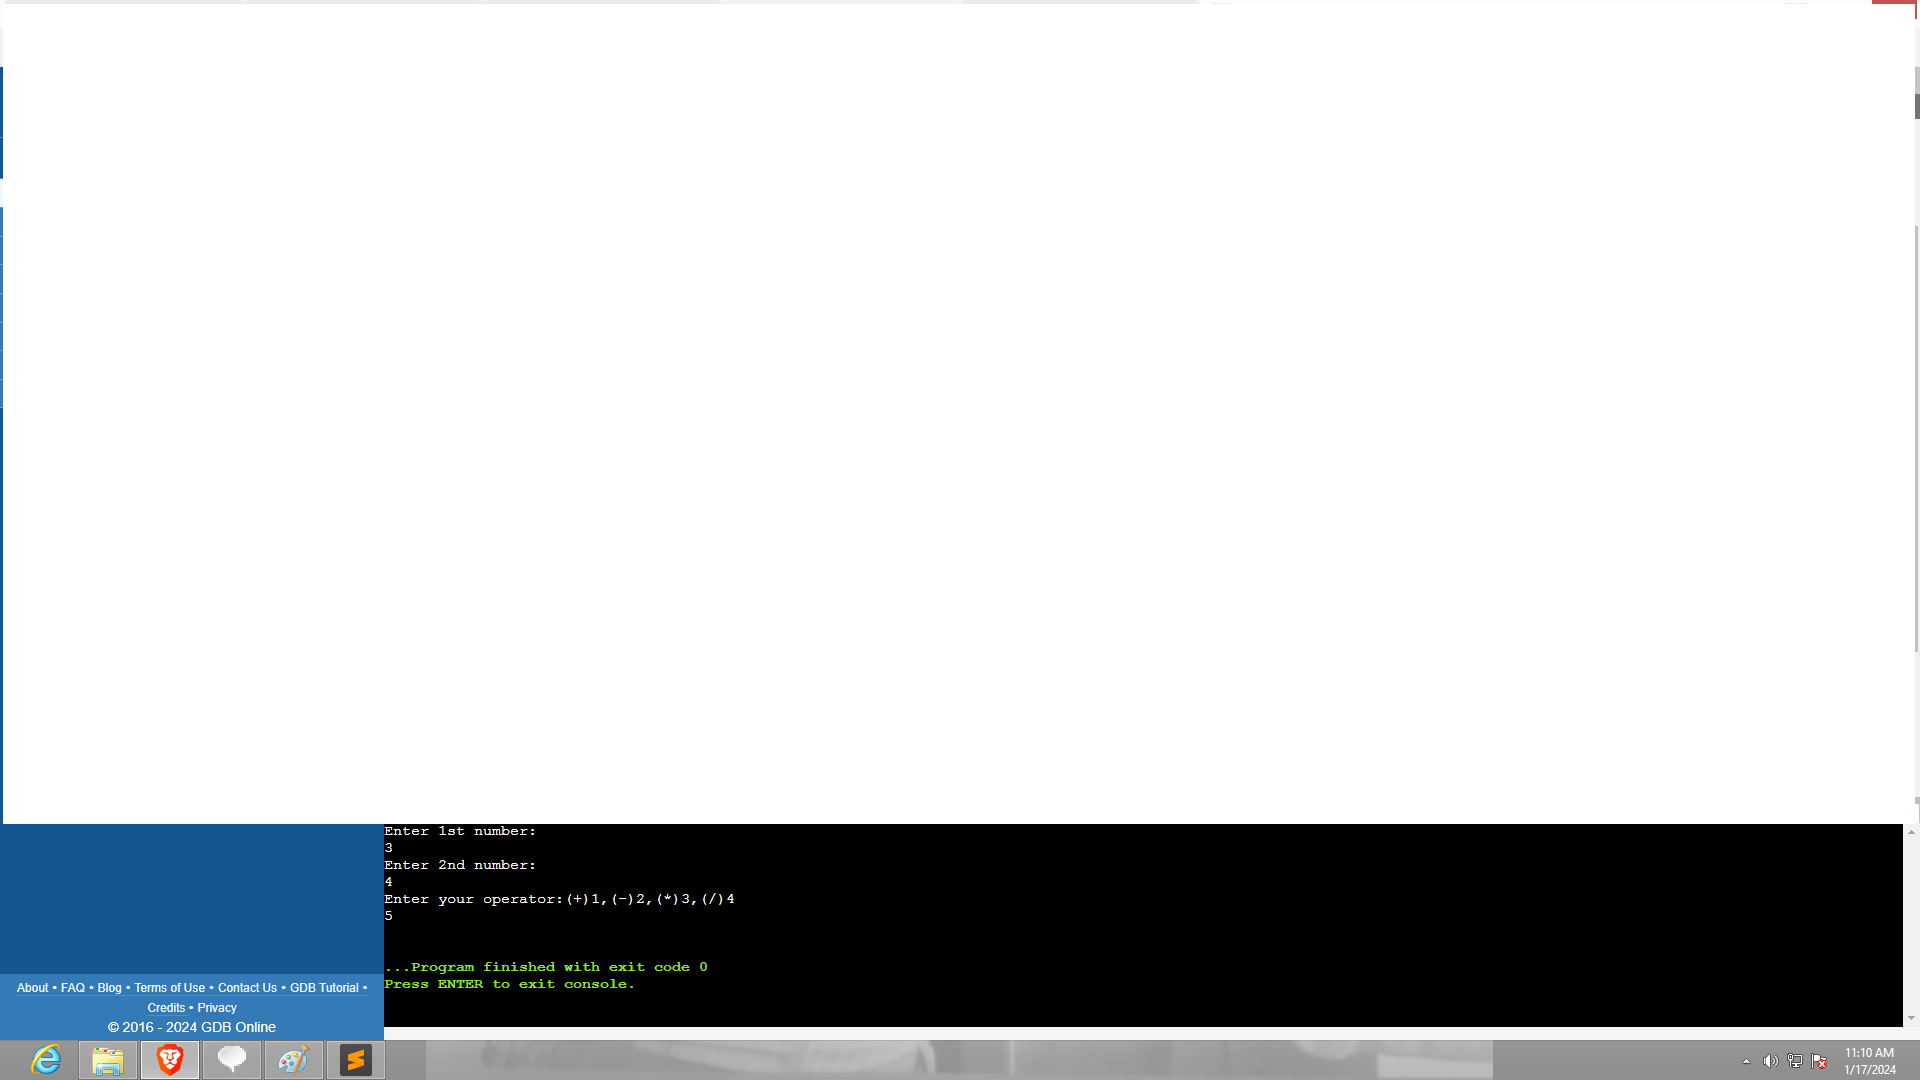 Enter 1st number:
3
Enter 2nd number:
4
Enter your operator:(+)1,(-)2,(*)3,(/)4
5
...Program finished with exit code 0
Press ENTER to exit console.
About • FAQ • Blog • Terms of Use • Contact Us • GDB Tutorial •
Credits • Privacy
© 2016 - 2024 GDB Online
11:10 AM
1/17/2024